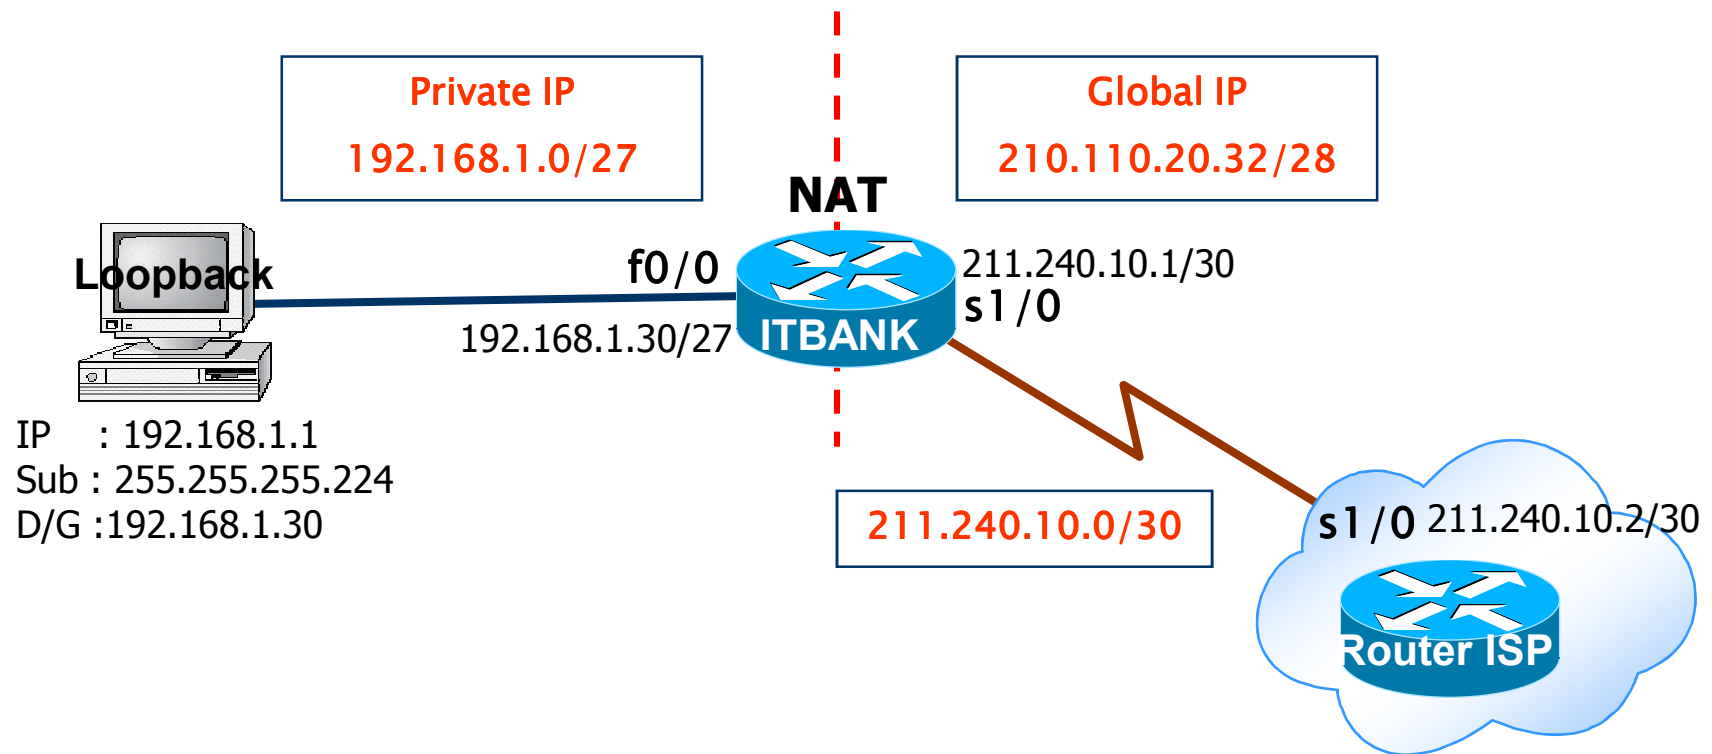 Private IP
192.168.1.0/27
Global IP
210.110.20.32/28
NAT
Loopback
f0/0
211.240.10.1/30
s1/0
192.168.1.30/27
ITBANK
IP : 192.168.1.1
Sub : 255.255.255.224
D/G :192.168.1.30
211.240.10.0/30
s1/0 211.240.10.2/30
Router ISP